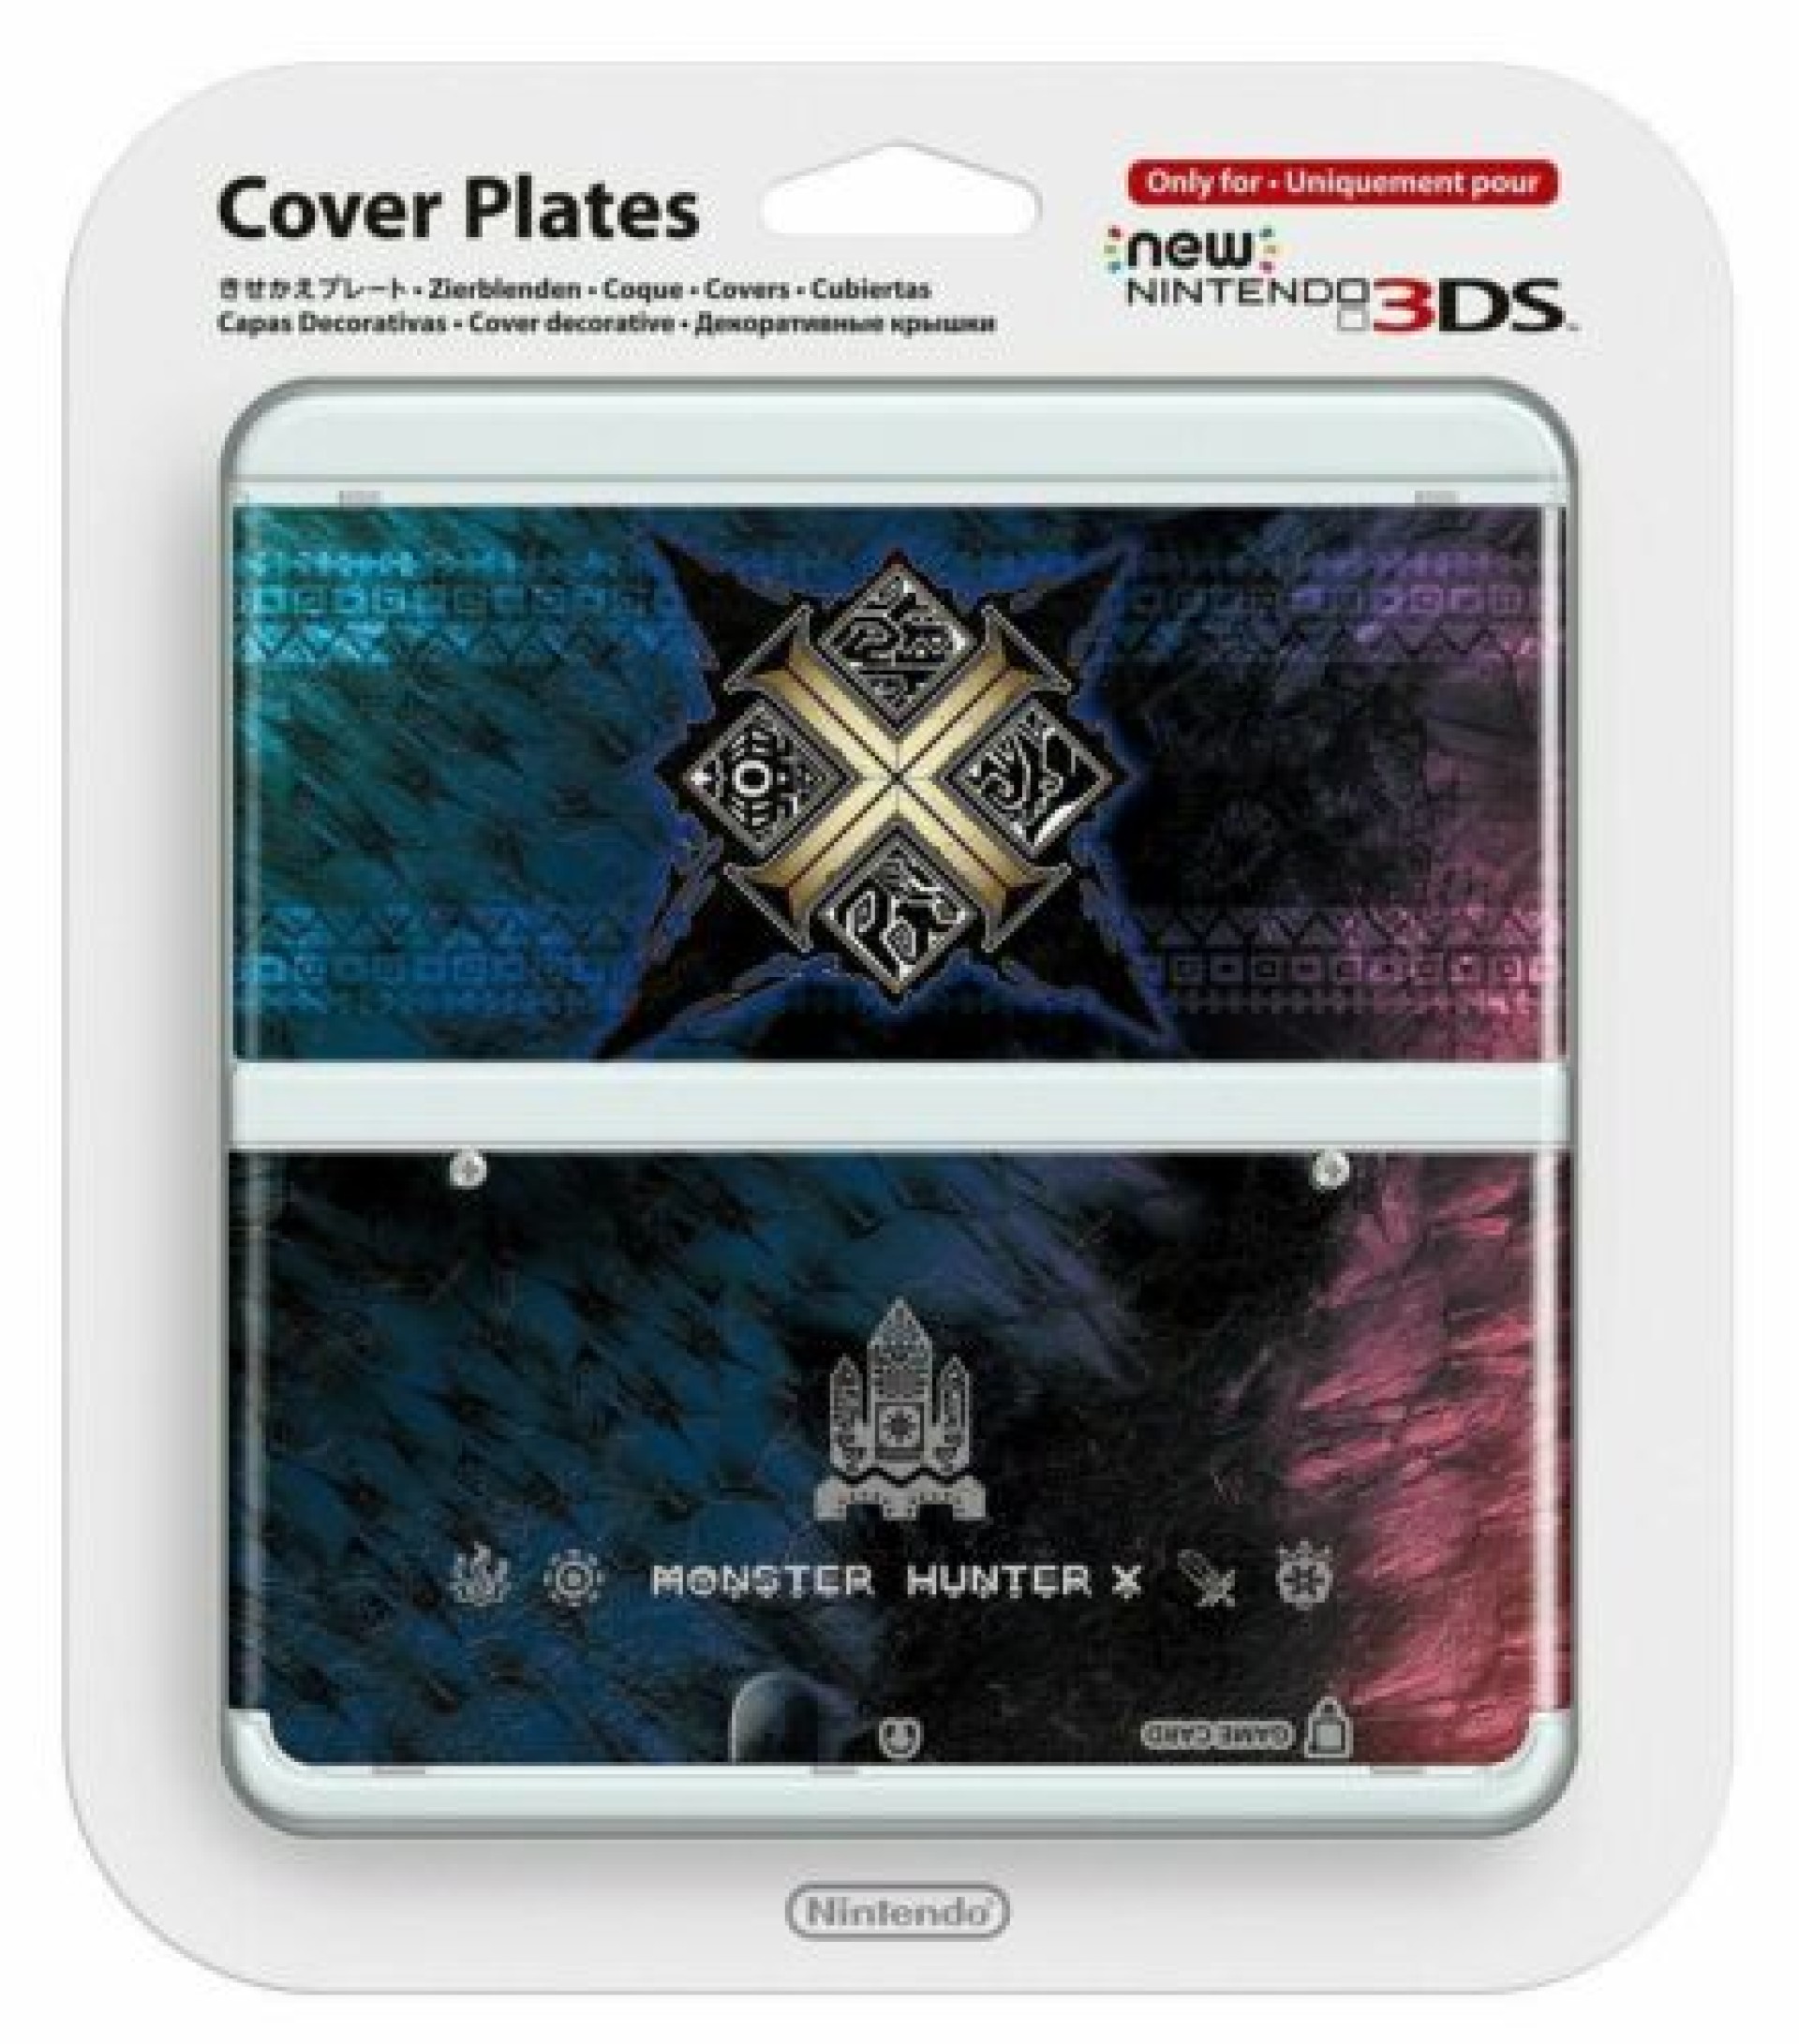 Cover Plates
Only for • Uniquement pour
new
NINTENDO 3DS™
きせかえプレート • Zierblenden • Coque • Covers • Cubiertas
Capas Decorativas • Cover decorative • Декоративные крышки
MONSTER HUNTER X
GAME CARD
Nintendo